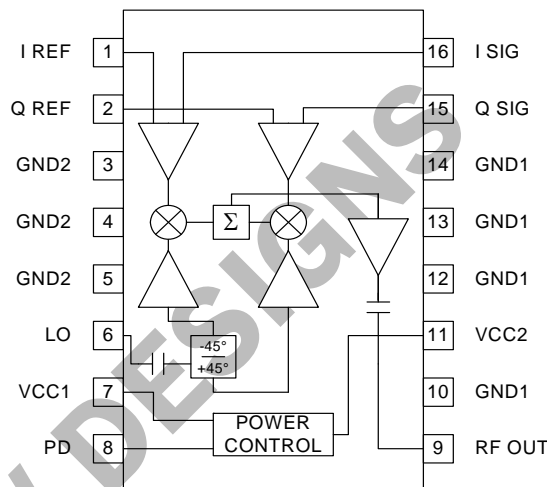 I REF 1 16 I SIG
Q REF 2 15 Q SIG
GND2 3 14 GND1
GND2 4 Σ 13 GND1
GND2 5 12 GND1
LO 6 -45° 11 VCC2
+45°
VCC1 7 10 GND1
POWER
PD 8 CONTROL 9 RF OUT
DESIGNS